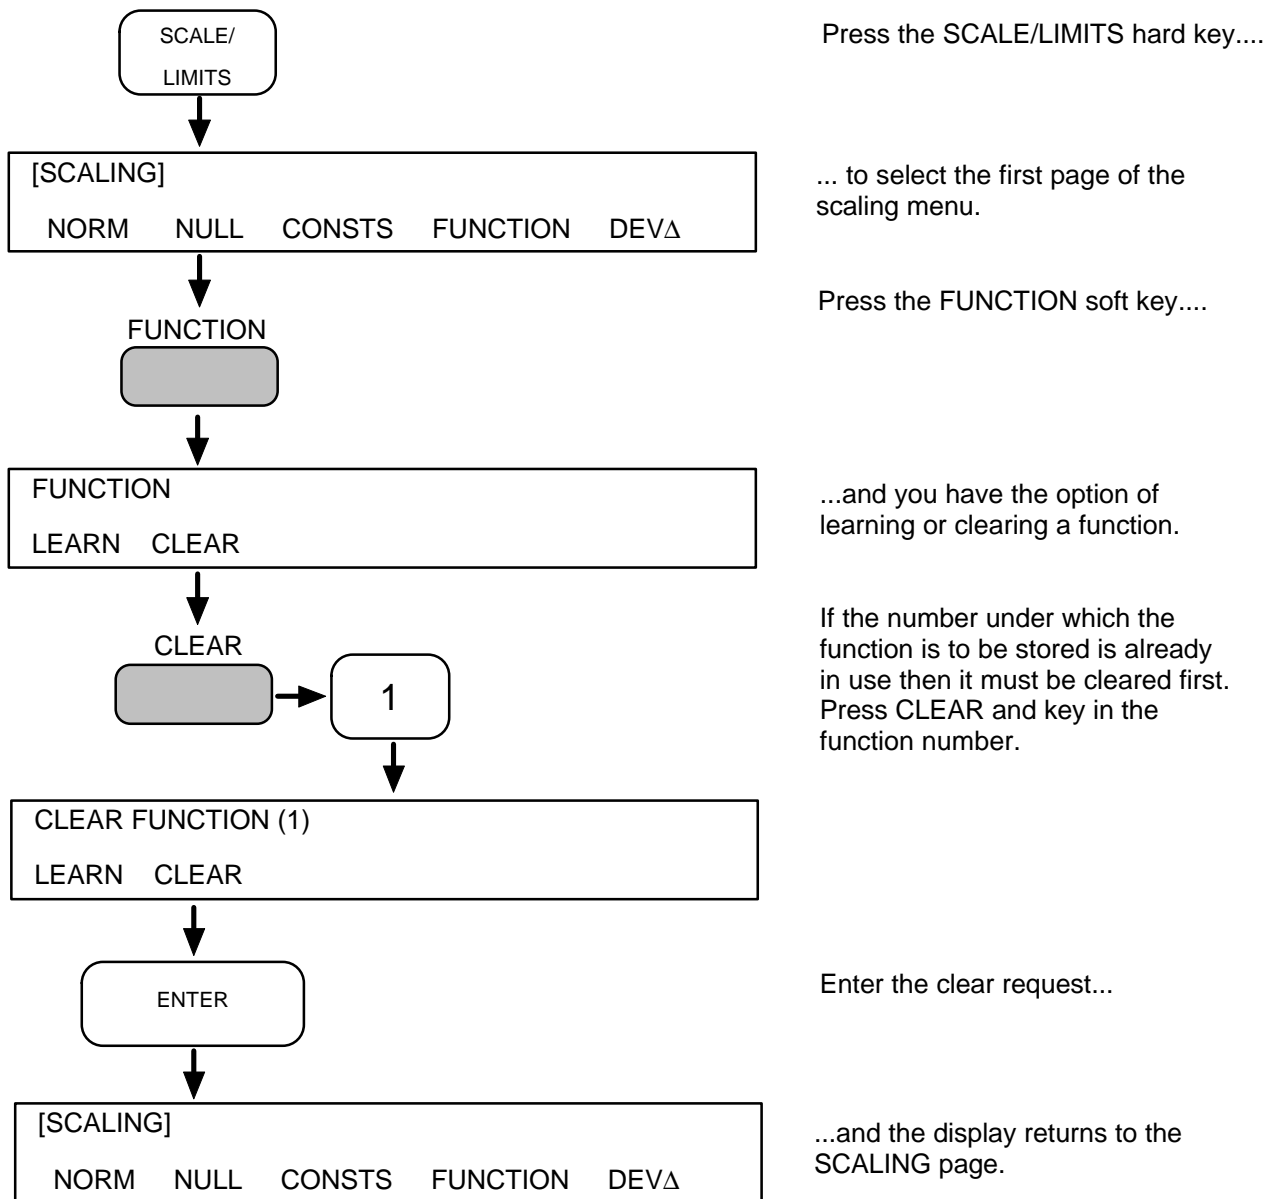 SCALE/
LIMITS
Press the SCALE/LIMITS hard key....
[SCALING]
NORM NULL CONSTS FUNCTION DEV∆
... to select the first page of the
scaling menu.
Press the FUNCTION soft key....
FUNCTION
FUNCTION
LEARN CLEAR
...and you have the option of
learning or clearing a function.
CLEAR
1
If the number under which the
function is to be stored is already
in use then it must be cleared first.
Press CLEAR and key in the
function number.
CLEAR FUNCTION (1)
LEARN CLEAR
ENTER
Enter the clear request...
[SCALING]
NORM NULL CONSTS FUNCTION DEV∆
...and the display returns to the
SCALING page.